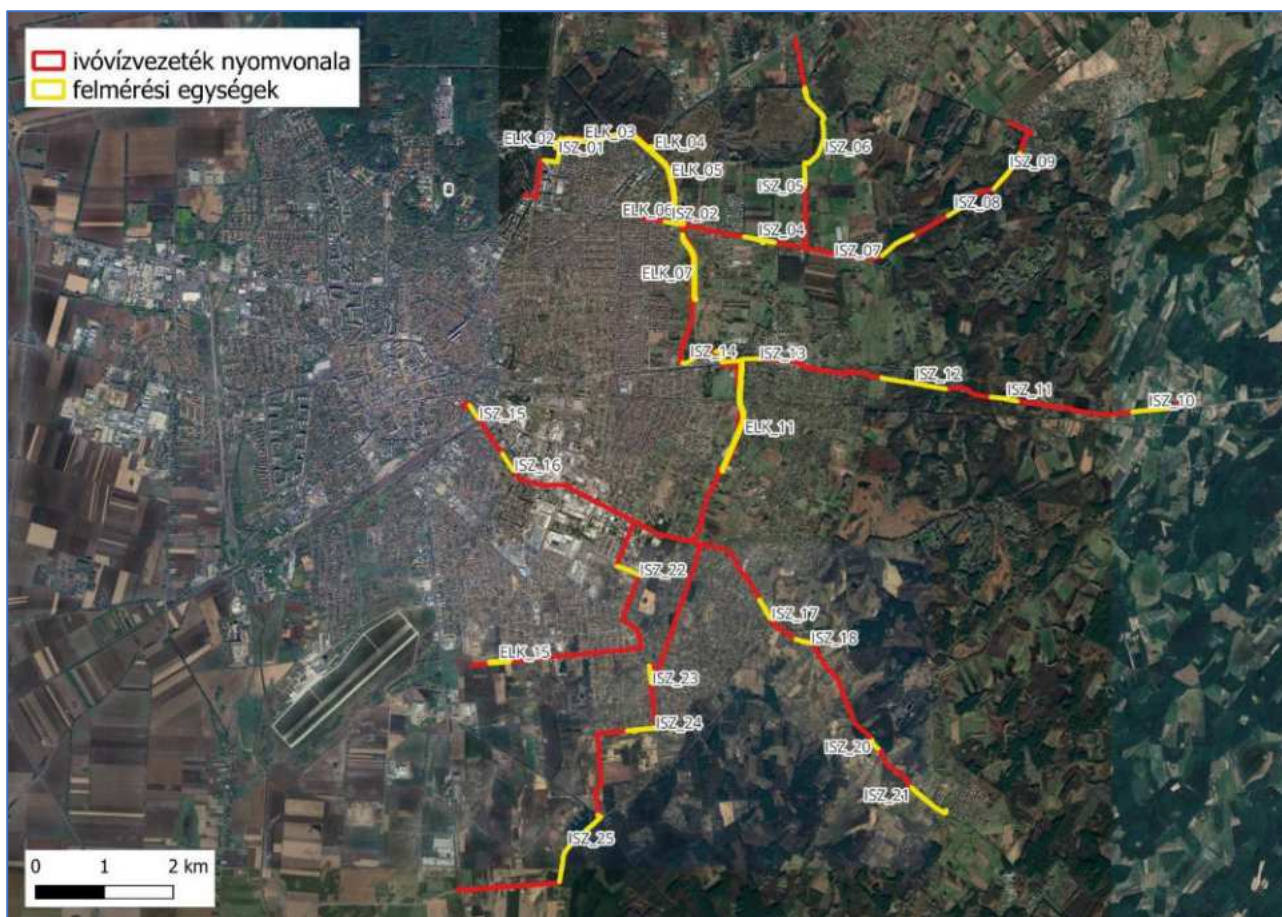 ivóvízvezeték nyomvonala
felmérési egységek
ELK_02
ELK_03
ISZ_01
ELK_04
ELK_05
ISZ_06
ISZ_05
ISZ_09
ISZ_08
ELK_06
ISZ_02
ISZ_04
ISZ_07
ELK_07
ISZ_14
ISZ_13
ISZ_12
ISZ_11
ISZ_10
ISZ_15
ELK_11
ISZ_16
ISZ_22
ISZ_17
ISZ_18
ELK_15
ISZ_23
ISZ_24
ISZ_20
ISZ_21
ISZ_25
0 1 2 km